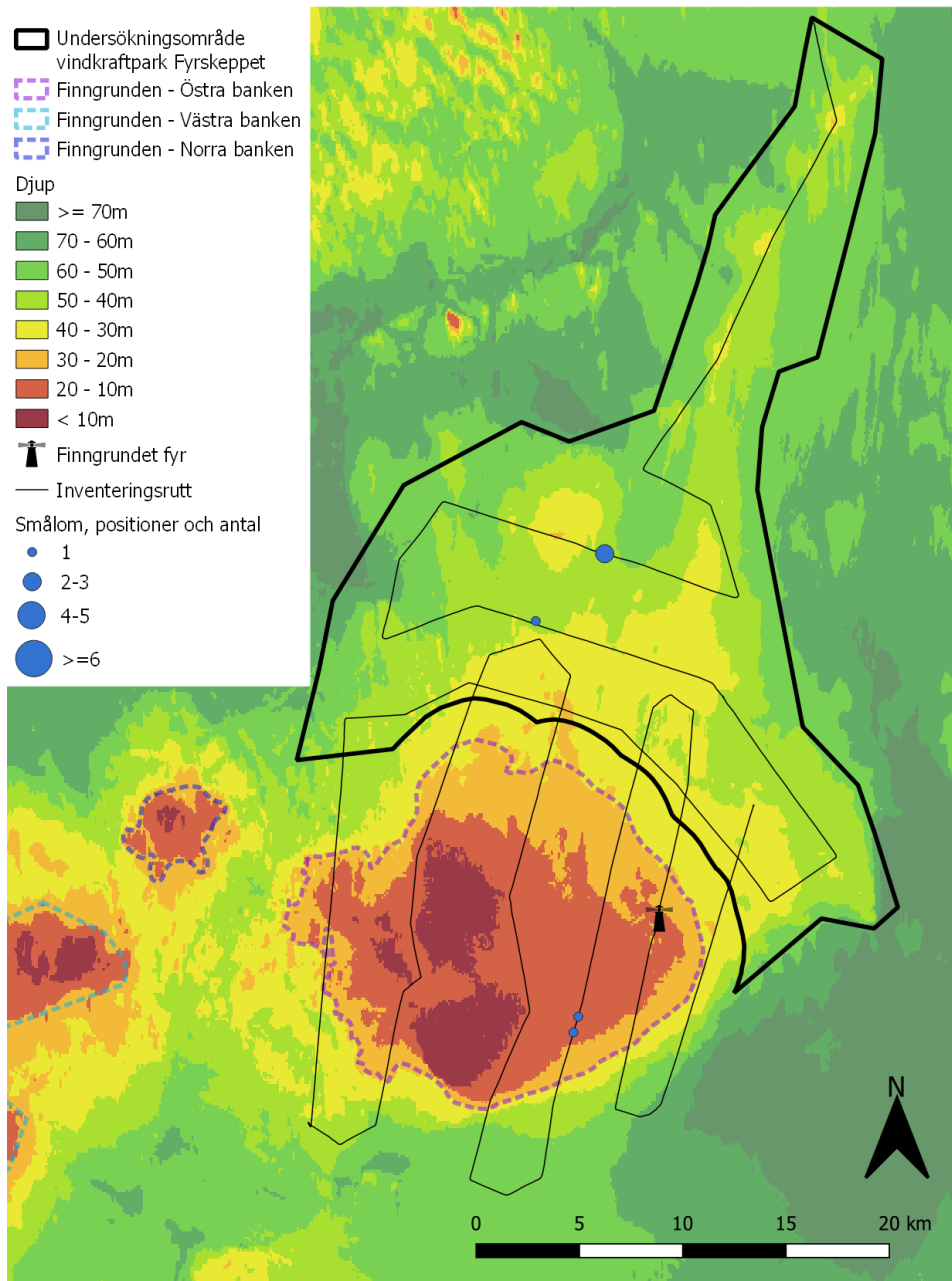 Undersökningsområde
vindkraftpark Fyrskeppet
Finngrunden - Östra banken
Finngrunden - Västra banken
Finngrunden - Norra banken
Djup
>= 70m
70 - 60m
60 - 50m
50 - 40m
40 - 30m
30 - 20m
20 - 10m
< 10m
Finngrundet fyr
Inventeringsrutt
Smålom, positioner och antal
1
2-3
4-5
>=6
N
0 5 10 15 20 km